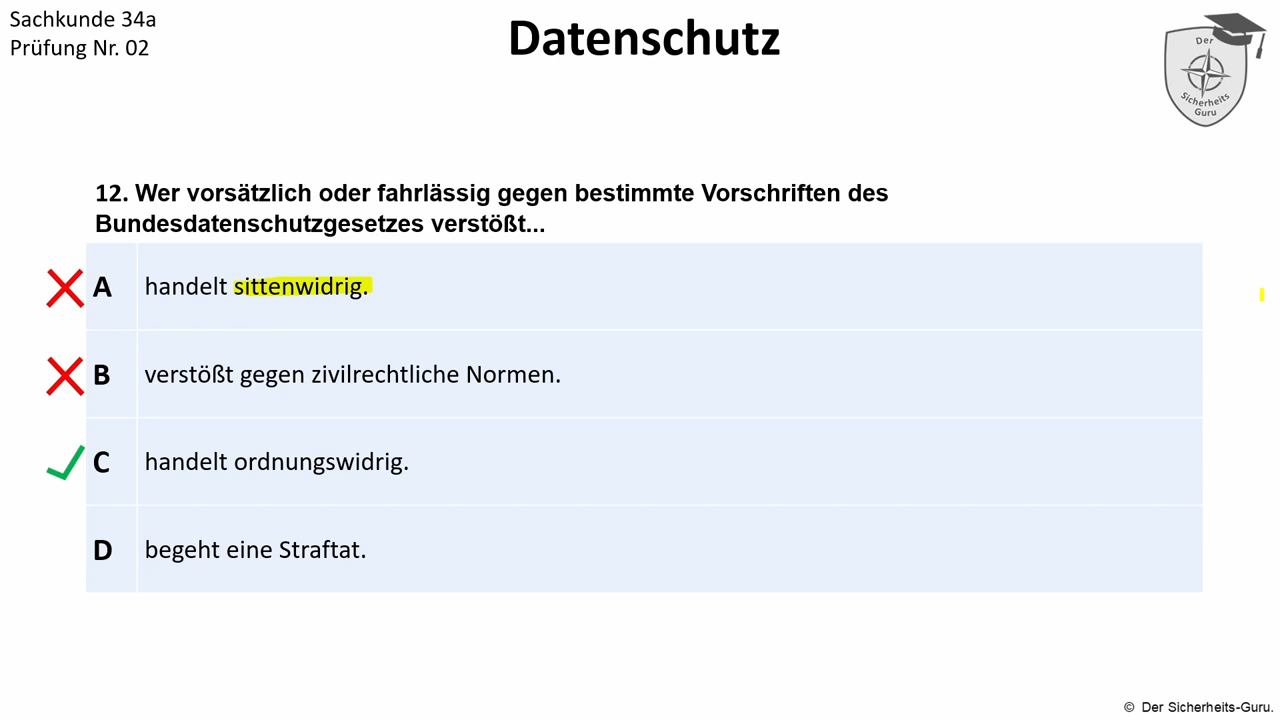 Sachkunde 34a
Prüfung Nr. 02
Datenschutz
Der
Sicherheits
Guru
12. Wer vorsätzlich oder fahrlässig gegen bestimmte Vorschriften des
Bundesdatenschutzgesetzes verstößt...
A handelt sittenwidrig.
B verstößt gegen zivilrechtliche Normen.
C handelt ordnungswidrig.
D begeht eine Straftat.
© Der Sicherheits-Guru.